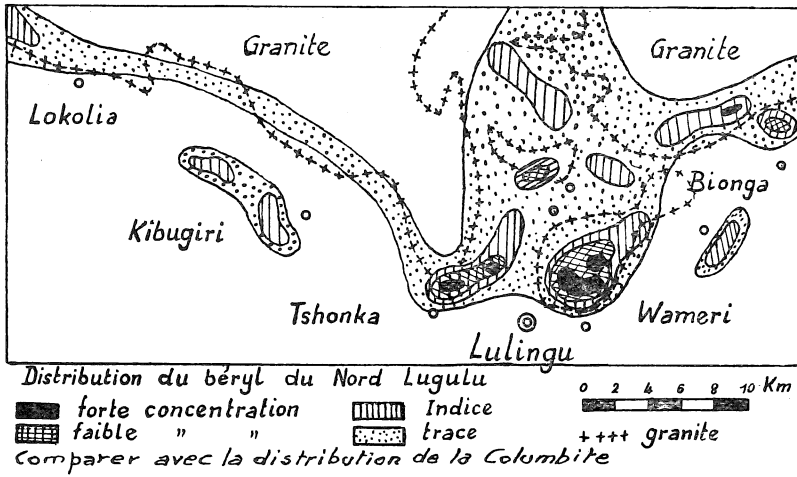 Granite
Granite
Lokolia
Kibugiri
Bionga
Tshonka
Wameri
Lulingu
Distribution du béryl du Nord Lugulu
forte concentration
Indice
0 2 4 6 8 10 Km
faible " "
trace
++++ granite
Comparer avec la distribution de la Columbite